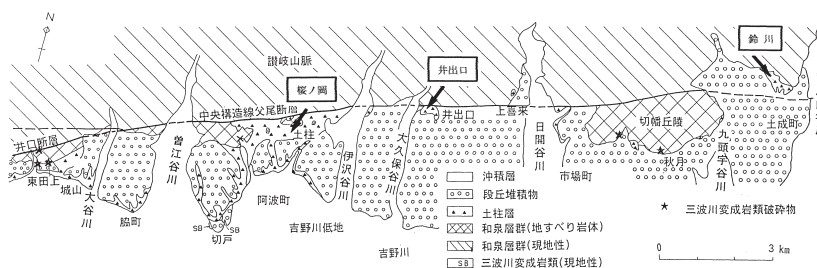 N
讃岐山脈
鈴川
井出口
桜ノ岡
中央構造線父尾断層
井出口
上喜来
切幡丘陵
土成町
井口断層
曽江谷川
土柱
伊沢谷川
大久保谷川
日開谷川
市場町
秋月
九頭宇谷川
東田上
城山
大谷川
脇町
阿波町
吉野川低地
吉野川
SB
SB
切戸
沖積層
段丘堆積物
土柱層
和泉層群(地すべり岩体)
和泉層群(現地性)
SB 三波川変成岩類(現地性)
★ 三波川変成岩類破砕物
0 3 km